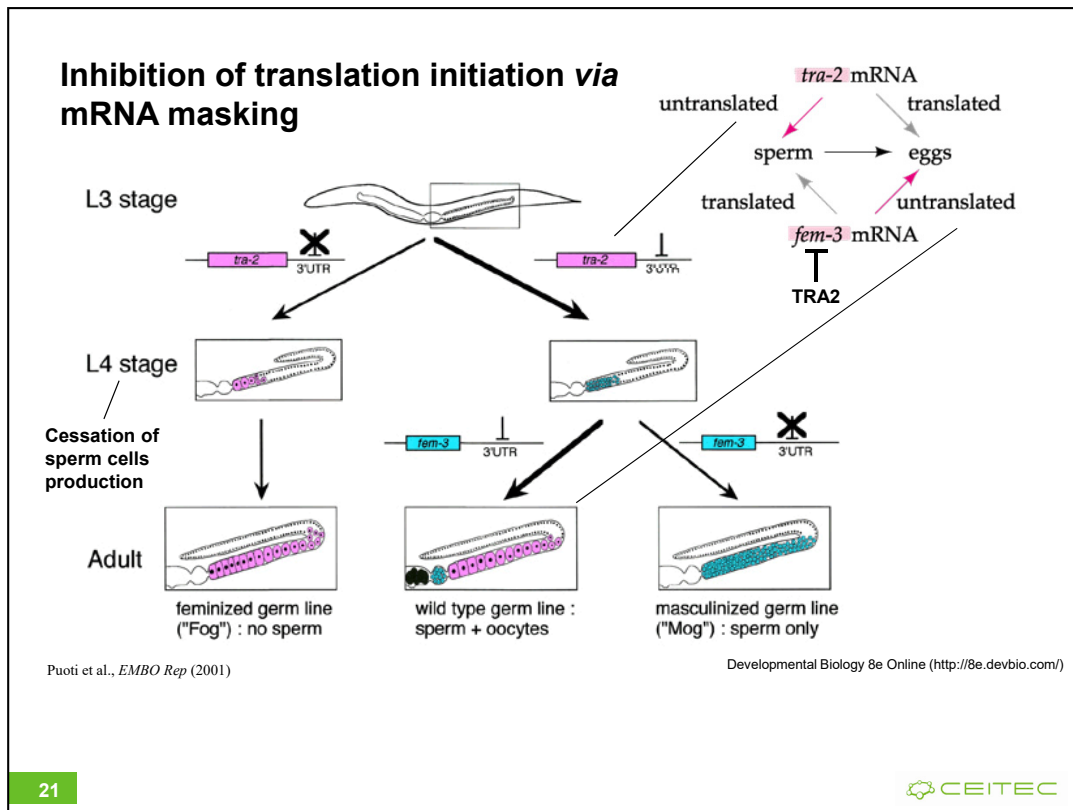 Inhibition of translation initiation via
mRNA masking
tra-2 mRNA
untranslated
translated
sperm
eggs
translated
untranslated
fem-3 mRNA
TRA2
L3 stage
tra-2
3'UTR
tra-2
3'UTR
L4 stage
Cessation of
sperm cells
production
fem-3
3'UTR
fem-3
3'UTR
Adult
feminized germ line
("Fog") : no sperm
wild type germ line :
sperm + oocytes
masculinized germ line
("Mog") : sperm only
Puoti et al., EMBO Rep (2001)
Developmental Biology 8e Online (http://8e.devbio.com/)
21
CEITEC